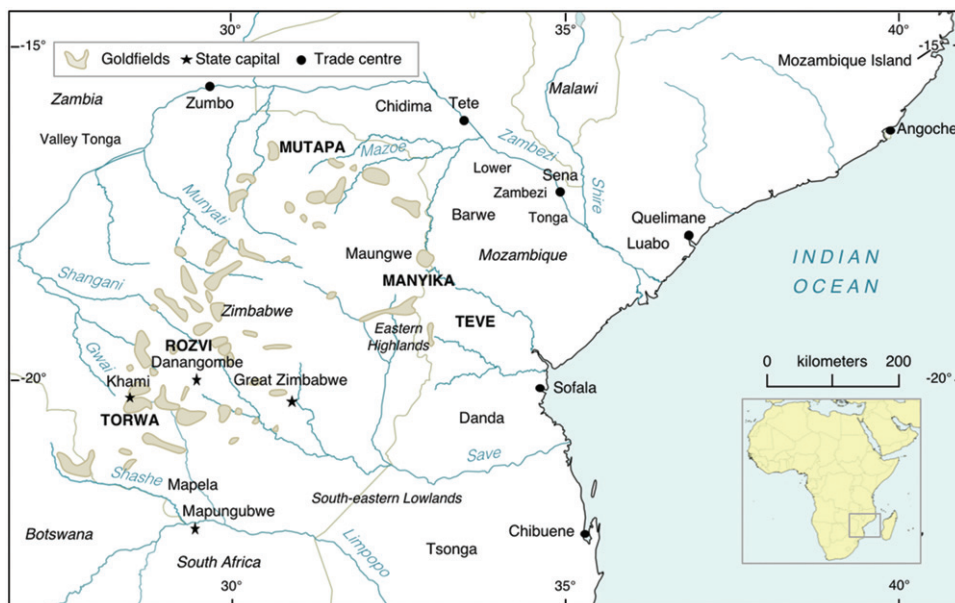 30°
35°
40°
-15°
-15°
Goldfields
State capital
Trade centre
Mozambique Island
Zambia
Zumbo
Chidima
Tete
Malawi
Valley Tonga
MUTAPA
Mazoe
Zambezi
Angoche
Lower
Sena
Zambezi
Shire
Munyati
Barwe
Tonga
Quelimane
Luabo
Maungwe
Mozambique
INDIAN
OCEAN
Shangani
MANYIKA
Zimbabwe
TEVE
Eastern
Highlands
ROZVI
Danangombe
Gwai
0 kilometers 200
-20°
-20°
Khami
Great Zimbabwe
Sofala
TORWA
Danda
Save
Shashe
Mapela
South-eastern Lowlands
Mapungubwe
Botswana
Chibuene
Limpopo
Tsonga
South Africa
30°
35°
40°